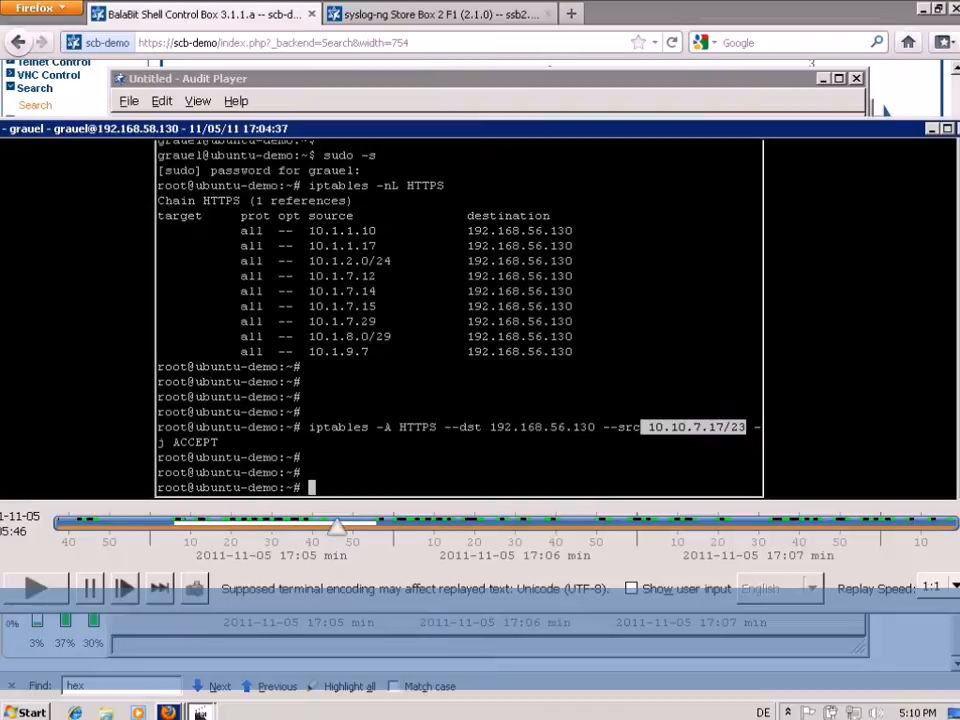 Firefox
BalaBit Shell Control Box 3.1.1.a -- scb-d...
syslog-ng Store Box 2 F1 (2.1.0) -- ssb2....
scb-demo
https://scb-demo/index.php?_backend=Search&width=754
Google
Telnet Control
VNC Control
Search
Search
3
Untitled - Audit Player
File Edit View Help
- grauel - grauel@192.168.58.130 - 11/05/11 17:04:37
grauel@ubuntu-demo:~$ sudo -s
[sudo] password for grauel:
root@ubuntu-demo:~# iptables -nL HTTPS
Chain HTTPS (1 references)
target prot opt source destination
all -- 10.1.1.10 192.168.56.130
all -- 10.1.1.17 192.168.56.130
all -- 10.1.2.0/24 192.168.56.130
all -- 10.1.7.12 192.168.56.130
all -- 10.1.7.14 192.168.56.130
all -- 10.1.7.15 192.168.56.130
all -- 10.1.7.29 192.168.56.130
all -- 10.1.8.0/29 192.168.56.130
all -- 10.1.9.7 192.168.56.130
root@ubuntu-demo:~#
root@ubuntu-demo:~#
root@ubuntu-demo:~#
root@ubuntu-demo:~#
root@ubuntu-demo:~# iptables -A HTTPS --dst 192.168.56.130 --src 10.10.7.17/23 -
j ACCEPT
root@ubuntu-demo:~#
root@ubuntu-demo:~#
root@ubuntu-demo:~#
1-11-05
05:46
40 50 10 20 30 40 50 10 20 30 40 50 10 20 30 40 50 10
2011-11-05 17:05 min 2011-11-05 17:06 min 2011-11-05 17:07 min
Supposed terminal encoding may affect replayed text: Unicode (UTF-8).
Show user input
English
Replay Speed: 1:1
0%
2011-11-05 17:05 min 2011-11-05 17:06 min 2011-11-05 17:07 min
3% 37% 30%
Find: hex Next Previous Highlight all Match case
Start
DE
5:10 PM